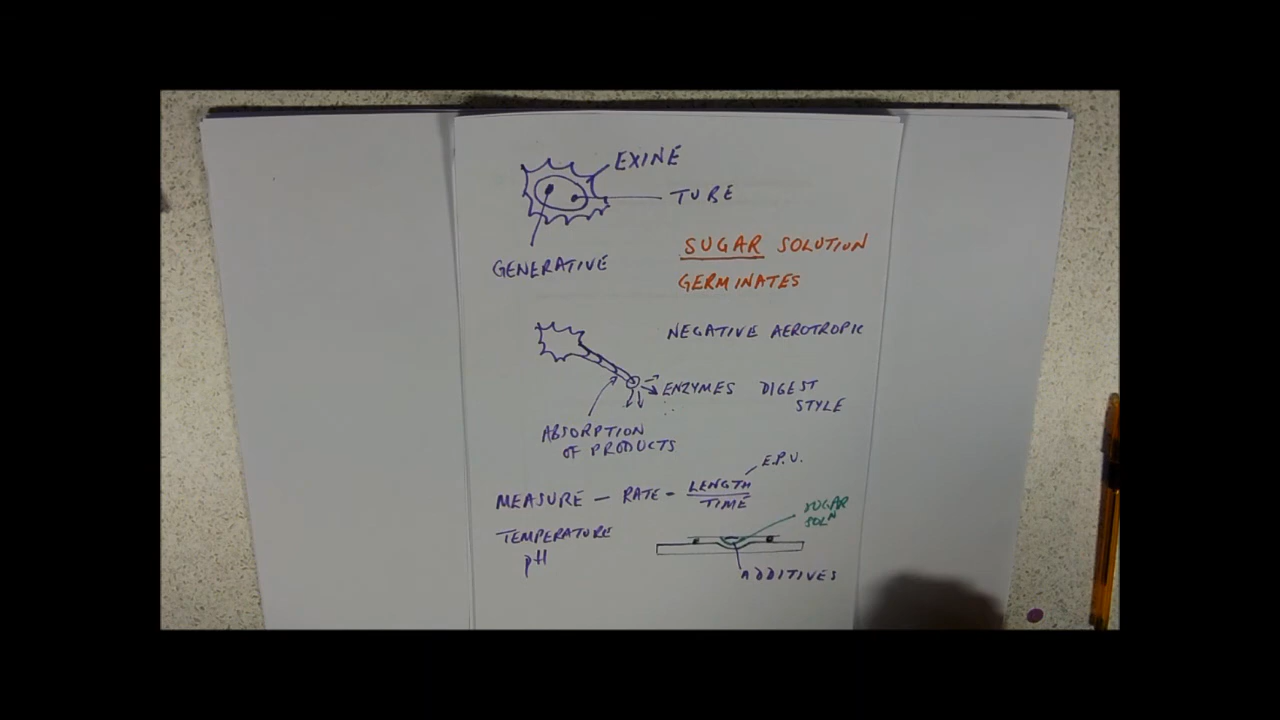 EXINE
TUBE
GENERATIVE
SUGAR SOLUTION
GERMINATES
NEGATIVE AEROTROPIC
ENZYMES DIGEST
STYLE
ABSORPTION
OF PRODUCTS
E.P.U.
MEASURE – RATE = LENGTH
TIME
SUGAR
SOLN
TEMPERATURE
pH
ADDITIVES